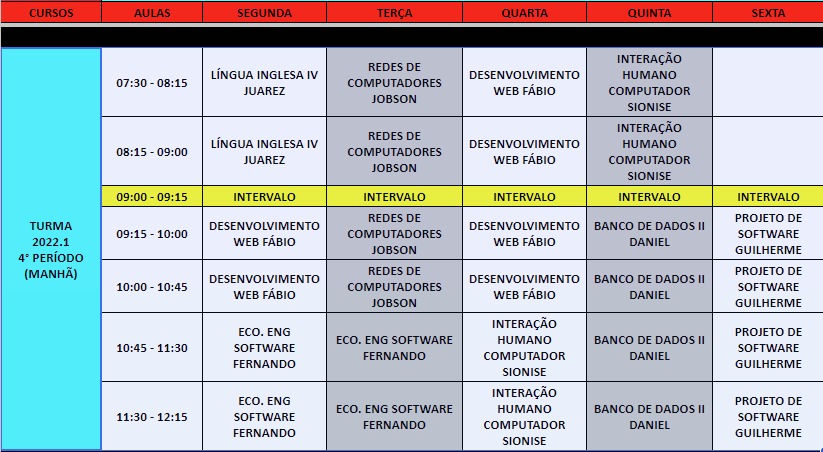 CURSOS AULAS SEGUNDA TERÇA QUARTA QUINTA SEXTA
TURMA
2022.1
4° PERÍODO
(MANHÃ)
07:30 - 08:15
LÍNGUA INGLESA IV
JUAREZ
REDES DE
COMPUTADORES
JOBSON
DESENVOLVIMENTO
WEB FÁBIO
INTERAÇÃO
HUMANO
COMPUTADOR
SIONISE
08:15 - 09:00
LÍNGUA INGLESA IV
JUAREZ
REDES DE
COMPUTADORES
JOBSON
DESENVOLVIMENTO
WEB FÁBIO
INTERAÇÃO
HUMANO
COMPUTADOR
SIONISE
09:00 - 09:15 INTERVALO INTERVALO INTERVALO INTERVALO INTERVALO
09:15 - 10:00
DESENVOLVIMENTO
WEB FÁBIO
REDES DE
COMPUTADORES
JOBSON
DESENVOLVIMENTO
WEB FÁBIO
BANCO DE DADOS II
DANIEL
PROJETO DE
SOFTWARE
GUILHERME
10:00 - 10:45
DESENVOLVIMENTO
WEB FÁBIO
REDES DE
COMPUTADORES
JOBSON
DESENVOLVIMENTO
WEB FÁBIO
BANCO DE DADOS II
DANIEL
PROJETO DE
SOFTWARE
GUILHERME
10:45 - 11:30
ECO. ENG
SOFTWARE
FERNANDO
ECO. ENG SOFTWARE
FERNANDO
INTERAÇÃO
HUMANO
COMPUTADOR
SIONISE
BANCO DE DADOS II
DANIEL
PROJETO DE
SOFTWARE
GUILHERME
11:30 - 12:15
ECO. ENG
SOFTWARE
FERNANDO
ECO. ENG SOFTWARE
FERNANDO
INTERAÇÃO
HUMANO
COMPUTADOR
SIONISE
BANCO DE DADOS II
DANIEL
PROJETO DE
SOFTWARE
GUILHERME